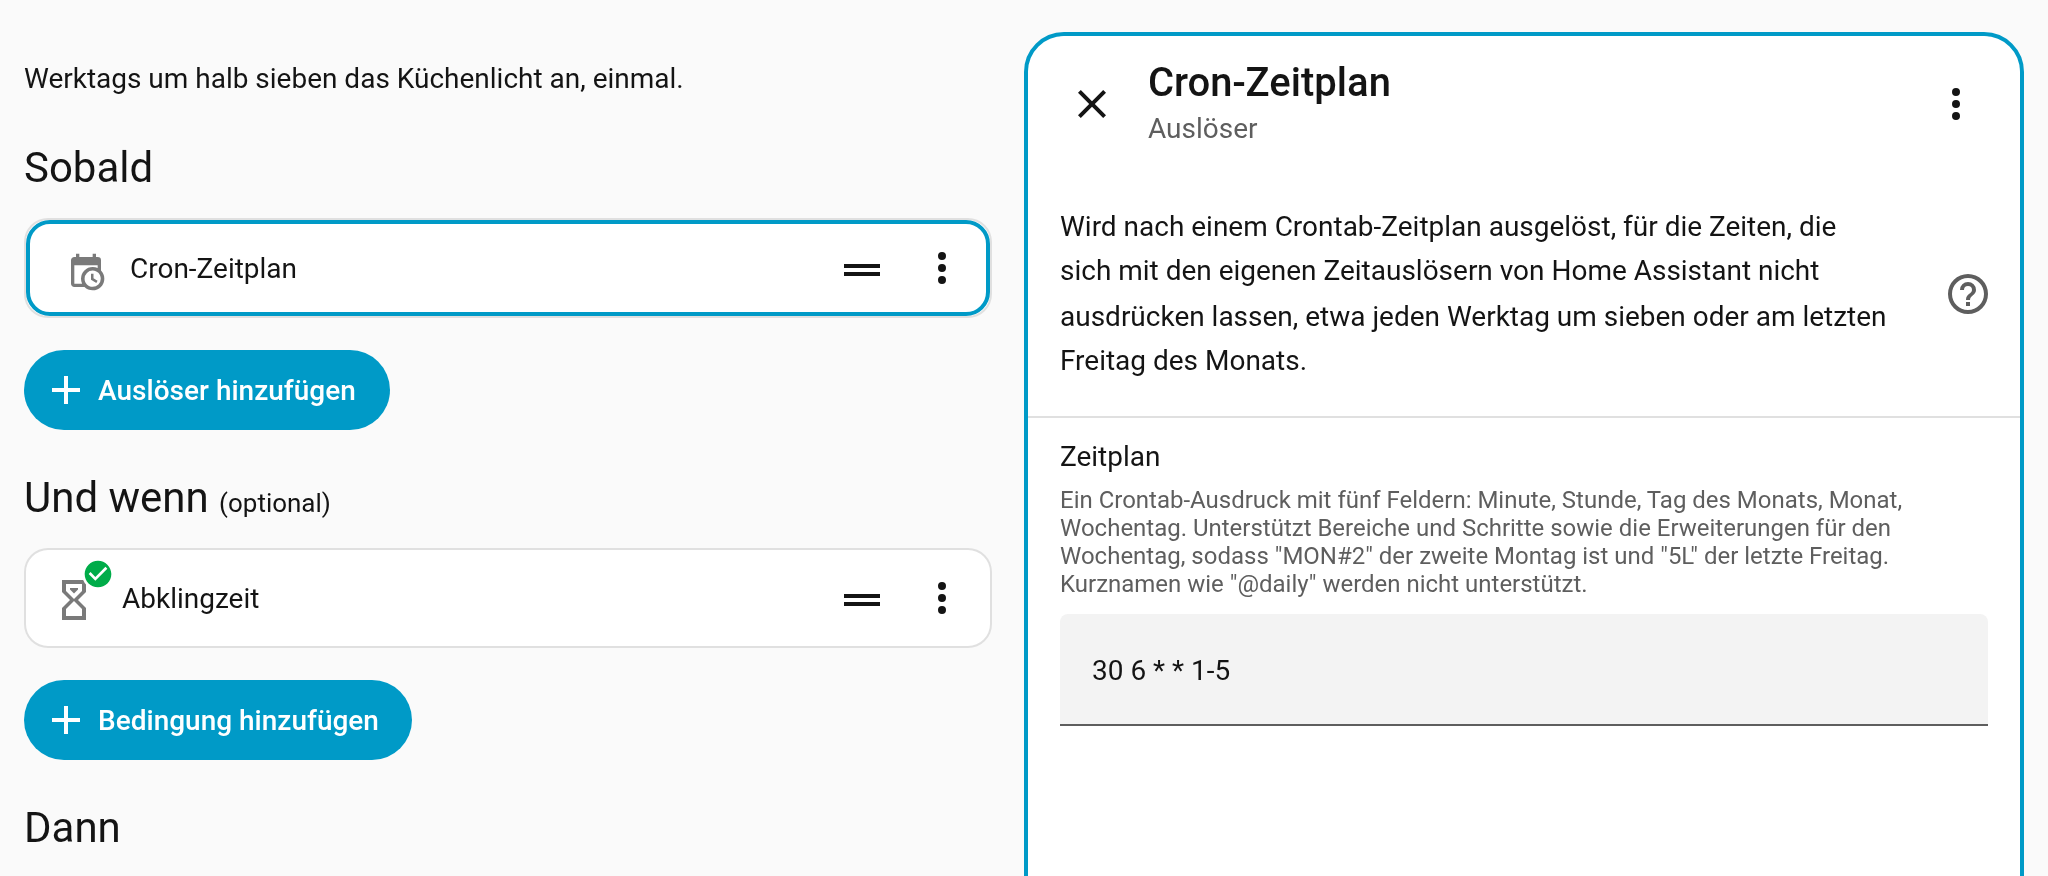 Werktags um halb sieben das Küchenlicht an, einmal.
Sobald
Cron-Zeitplan
Auslöser hinzufügen
Und wenn (optional)
Abklingzeit
Bedingung hinzufügen
Dann
Cron-Zeitplan
Auslöser
Wird nach einem Crontab-Zeitplan ausgelöst, für die Zeiten, die
sich mit den eigenen Zeitauslösern von Home Assistant nicht
ausdrücken lassen, etwa jeden Werktag um sieben oder am letzten
Freitag des Monats.
Zeitplan
Ein Crontab-Ausdruck mit fünf Feldern: Minute, Stunde, Tag des Monats, Monat,
Wochentag. Unterstützt Bereiche und Schritte sowie die Erweiterungen für den
Wochentag, sodass "MON#2" der zweite Montag ist und "5L" der letzte Freitag.
Kurznamen wie "@daily" werden nicht unterstützt.
30 6 * * 1-5